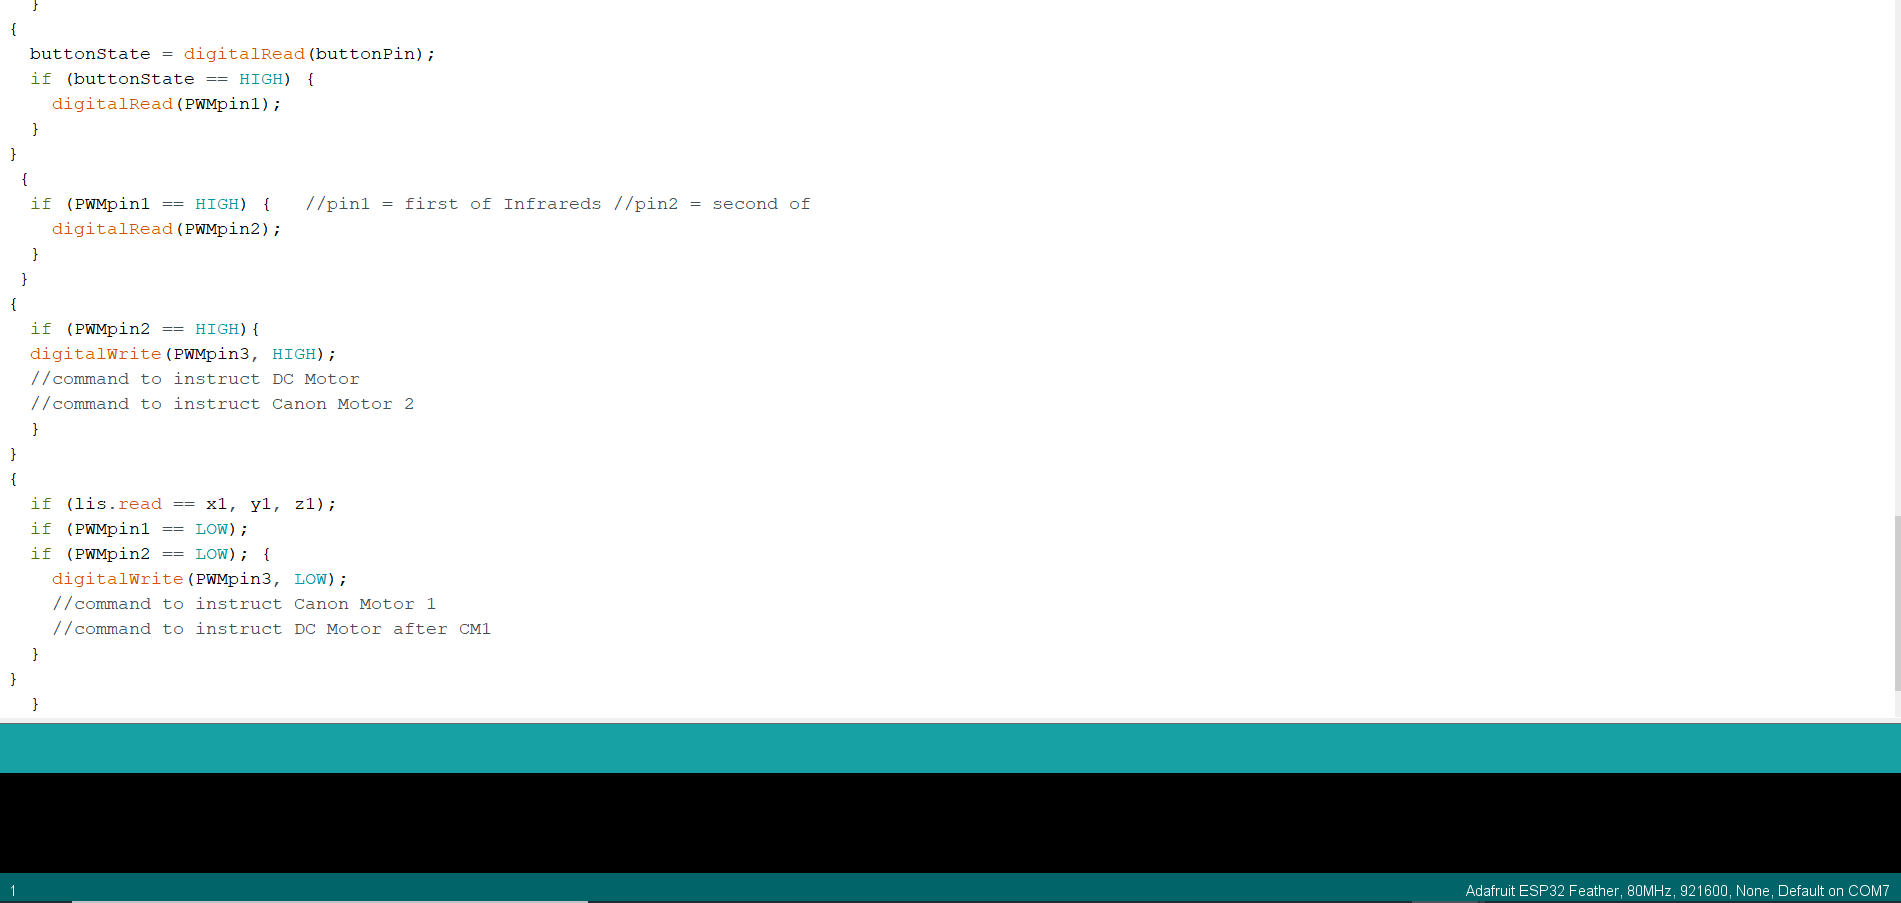 }
{
buttonState = digitalRead(buttonPin);
if (buttonState == HIGH) {
digitalRead(PWMpin1);
}
}
{
if (PWMpin1 == HIGH) {   //pin1 = first of Infrareds //pin2 = second of
digitalRead(PWMpin2);
}
}
{
if (PWMpin2 == HIGH){
digitalWrite(PWMpin3, HIGH);
//command to instruct DC Motor
//command to instruct Canon Motor 2
}
}
{
if (lis.read == x1, y1, z1);
if (PWMpin1 == LOW);
if (PWMpin2 == LOW); {
digitalWrite(PWMpin3, LOW);
//command to instruct Canon Motor 1
//command to instruct DC Motor after CM1
}
}
}
1 Adafruit ESP32 Feather, 80MHz, 921600, None, Default on COM7